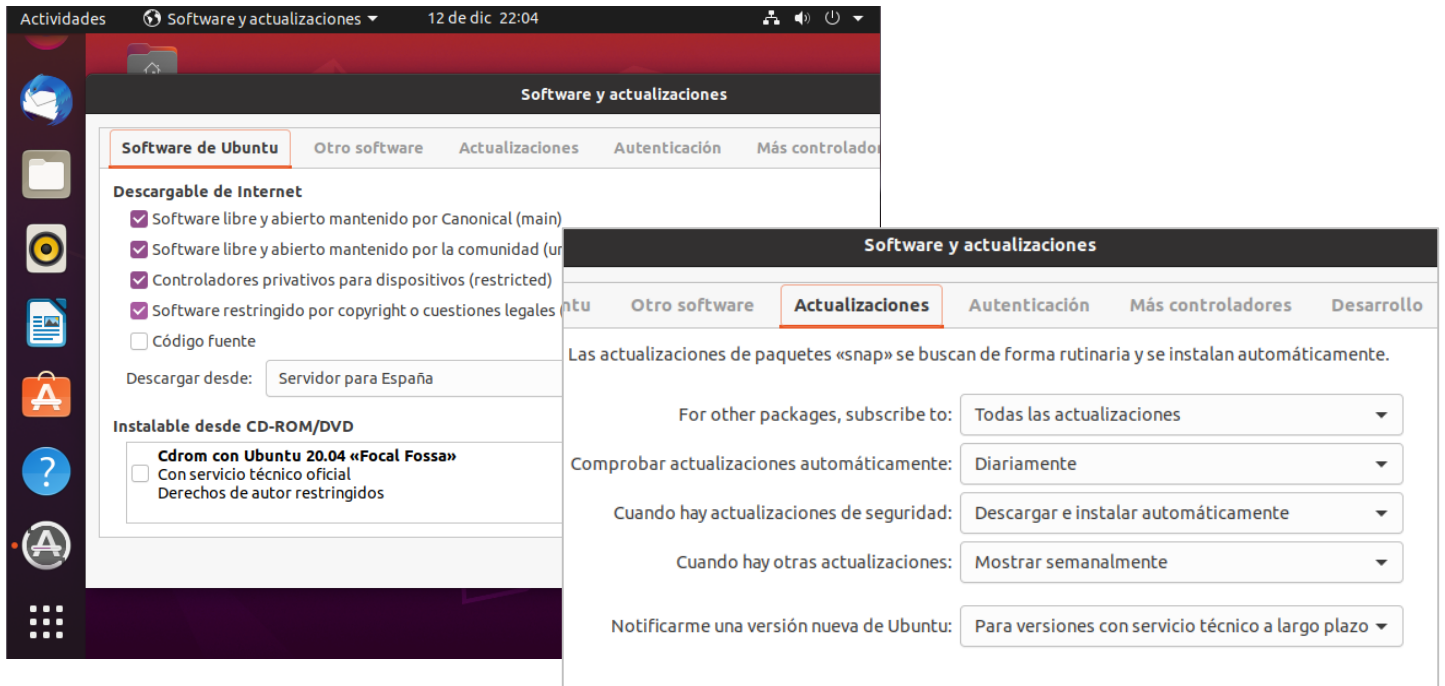 Actividades Software y actualizaciones 12 de dic 22:04
Software y actualizaciones
Software de Ubuntu Otro software Actualizaciones Autenticación Más controlador
Descargable de Internet
Software libre y abierto mantenido por Canonical (main)
Software libre y abierto mantenido por la comunidad (un
Controladores privativos para dispositivos (restricted)
Software restringido por copyright o cuestiones legales (
Código fuente
Descargar desde: Servidor para España
Instalable desde CD-ROM/DVD
Cdrom con Ubuntu 20.04 «Focal Fossa»
Con servicio técnico oficial
Derechos de autor restringidos
Software y actualizaciones
ntu Otro software Actualizaciones Autenticación Más controladores Desarrollo
Las actualizaciones de paquetes «snap» se buscan de forma rutinaria y se instalan automáticamente.
For other packages, subscribe to: Todas las actualizaciones
Comprobar actualizaciones automáticamente: Diariamente
Cuando hay actualizaciones de seguridad: Descargar e instalar automáticamente
Cuando hay otras actualizaciones: Mostrar semanalmente
Notificarme una versión nueva de Ubuntu: Para versiones con servicio técnico a largo plazo